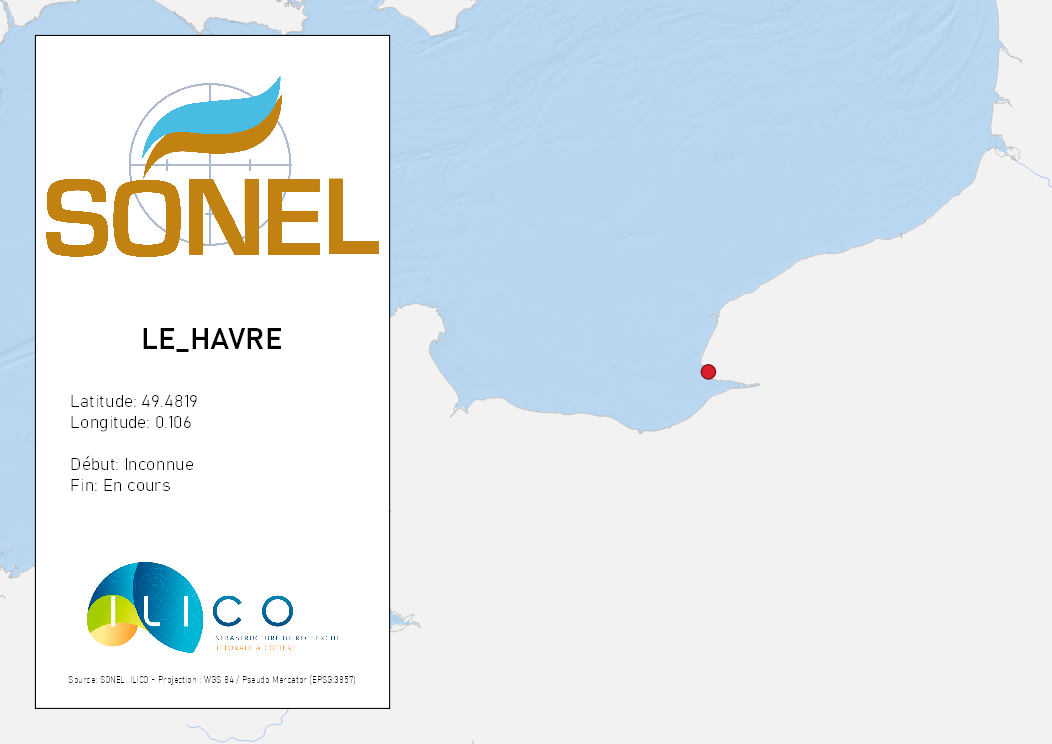 SONEL
LE_HAVRE
Latitude: 49.4819
Longitude: 0.106
Début: Inconnue
Fin: En cours
ILICO
INFRASTRUCTURE DE RECHERCHE
LITTORALE & CÔTIÈRE
Source: SONEL, ILICO - Projection : WGS 84 / Pseudo Mercator (EPSG:3857)